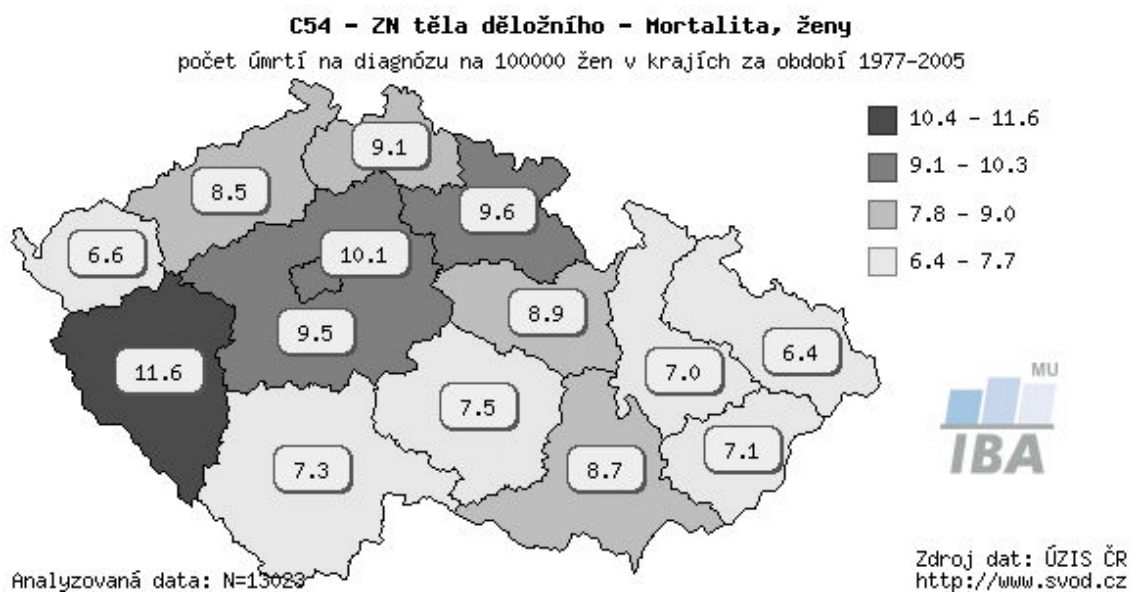 C54 - ZN těla děložního - Mortalita, ženy
počet úmrtí na diagnózu na 100000 žen v krajích za období 1977-2005
10.4 - 11.6
9.1 - 10.3
7.8 - 9.0
6.4 - 7.7
9.1
8.5
9.6
6.6
10.1
8.9
9.5
6.4
11.6
7.0
7.5
7.1
7.3
8.7
MU
IBA
Analyzovaná data: N=13023
Zdroj dat: ÚZIS ČR
http://www.svod.cz